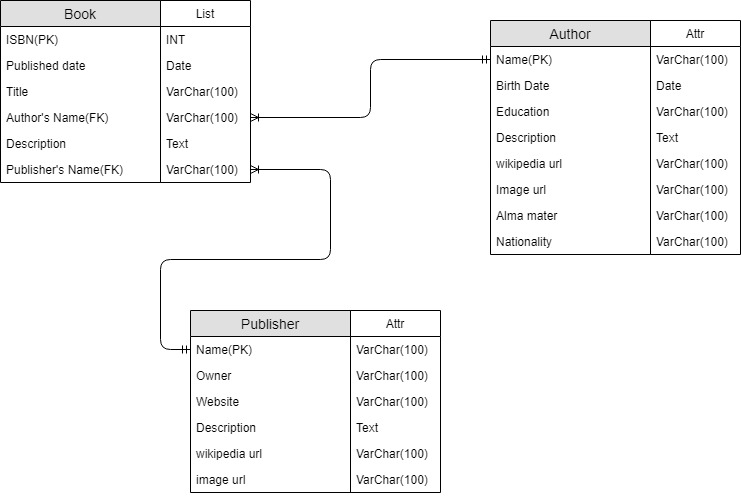 Book List
ISBN(PK) INT
Published date Date
Title VarChar(100)
Author's Name(FK) VarChar(100)
Description Text
Publisher's Name(FK) VarChar(100)
Author Attr
Name(PK) VarChar(100)
Birth Date Date
Education VarChar(100)
Description Text
wikipedia url VarChar(100)
Image url VarChar(100)
Alma mater VarChar(100)
Nationality VarChar(100)
Publisher Attr
Name(PK) VarChar(100)
Owner VarChar(100)
Website VarChar(100)
Description Text
wikipedia url VarChar(100)
image url VarChar(100)